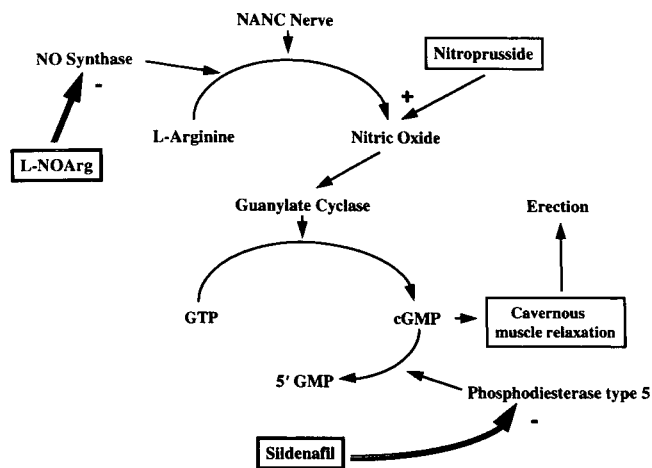 NANC Nerve
NO Synthase
-
Nitroprusside
+
L-Arginine
Nitric Oxide
L-NOArg
Guanylate Cyclase
Erection
GTP
cGMP
Cavernous
muscle relaxation
5' GMP
Phosphodiesterase type 5
-
Sildenafil